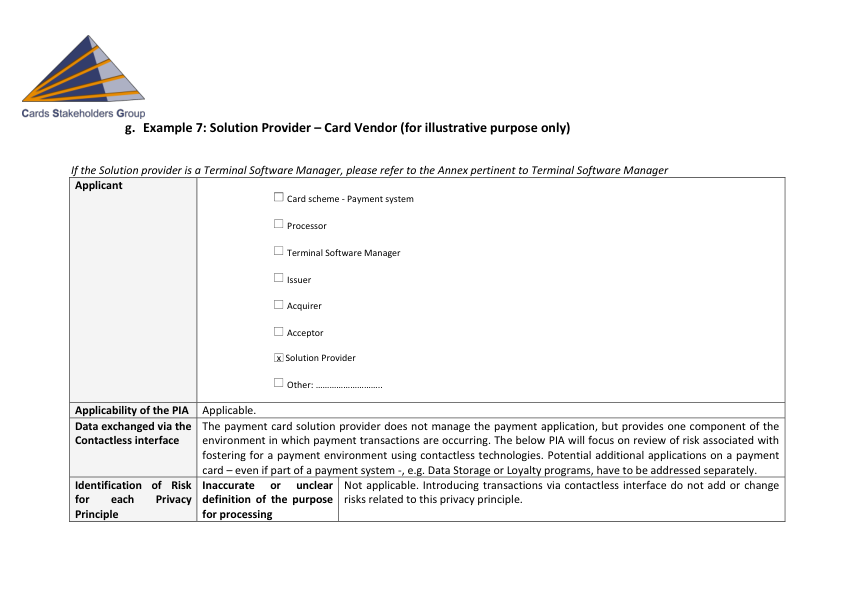 Cards Stakeholders Group
g. Example 7: Solution Provider – Card Vendor (for illustrative purpose only)
If the Solution provider is a Terminal Software Manager, please refer to the Annex pertinent to Terminal Software Manager
Applicant
Card scheme - Payment system
Processor
Terminal Software Manager
Issuer
Acquirer
Acceptor
x Solution Provider
Other: ...........................
Applicability of the PIA
Applicable.
Data exchanged via the
Contactless interface
The payment card solution provider does not manage the payment application, but provides one component of the
environment in which payment transactions are occurring. The below PIA will focus on review of risk associated with
fostering for a payment environment using contactless technologies. Potential additional applications on a payment
card – even if part of a payment system -, e.g. Data Storage or Loyalty programs, have to be addressed separately.
Identification of Risk
for each Privacy
Principle
Inaccurate or unclear
definition of the purpose
for processing
Not applicable. Introducing transactions via contactless interface do not add or change
risks related to this privacy principle.